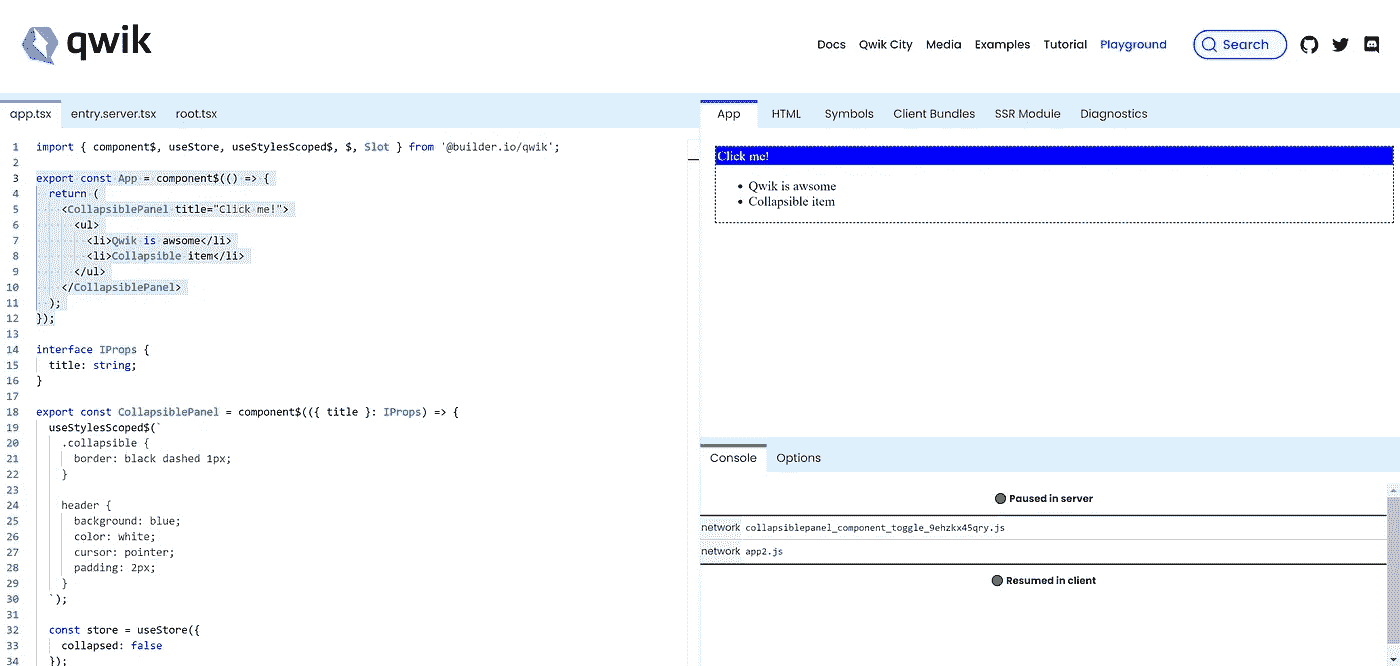 qwik
Docs Qwik City Media Examples Tutorial Playground Search
app.tsx entry.server.tsx root.tsx
1 import { component$, useStore, useStylesScoped$, $, Slot } from '@builder.io/qwik';
2
3 export const App = component$(() => {
4 return (
5 <CollapsiblePanel title="Click me!">
6 <ul>
7 <li>Qwik is awsome</li>
8 <li>Collapsible item</li>
9 </ul>
10 </CollapsiblePanel>
11 );
12 });
13
14 interface IProps {
15 title: string;
16 }
17
18 export const CollapsiblePanel = component$(({ title }: IProps) => {
19 useStylesScoped$(`
20 .collapsible {
21 border: black dashed 1px;
22 }
23
24 header {
25 background: blue;
26 color: white;
27 cursor: pointer;
28 padding: 2px;
29 }
30 `);
31
32 const store = useStore({
33 collapsed: false
34 });
App HTML Symbols Client Bundles SSR Module Diagnostics
Click me!
• Qwik is awsome
• Collapsible item
Console Options
Paused in server
network collapsiblepanel_component_toggle_9ehzkx45qry.js
network app2.js
Resumed in client